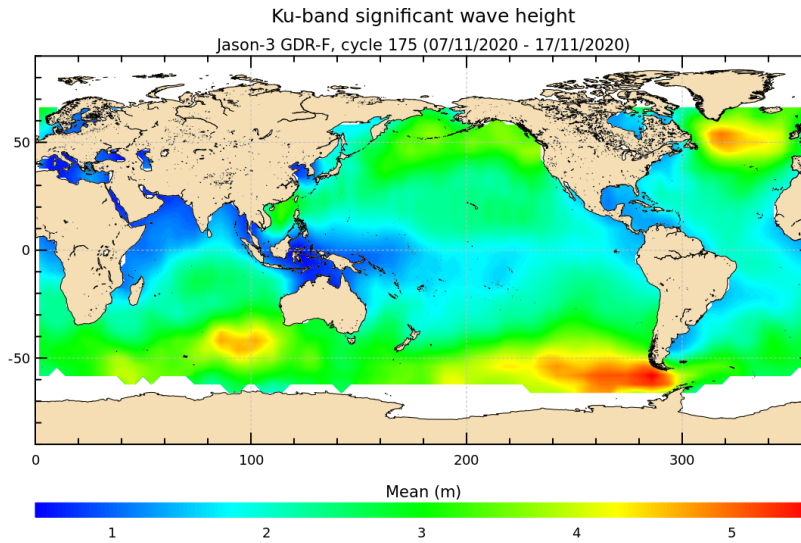 Ku-band significant wave height
Jason-3 GDR-F, cycle 175 (07/11/2020 - 17/11/2020)
50
0
-50
0 100 200 300
Mean (m)
1 2 3 4 5